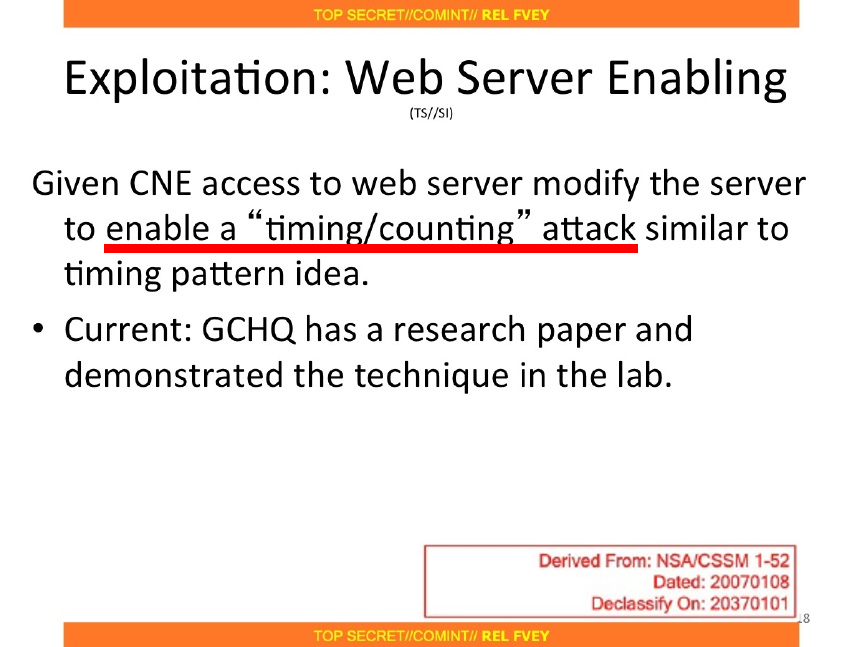 TOP SECRET//COMINT// REL FVEY
Exploitation: Web Server Enabling
(TS//SI)
Given CNE access to web server modify the server
to enable a “timing/counting” attack similar to
timing pattern idea.
• Current: GCHQ has a research paper and
demonstrated the technique in the lab.
Derived From: NSA/CSSM 1-52
Dated: 20070108
Declassify On: 20370101
18
TOP SECRET//COMINT// REL FVEY